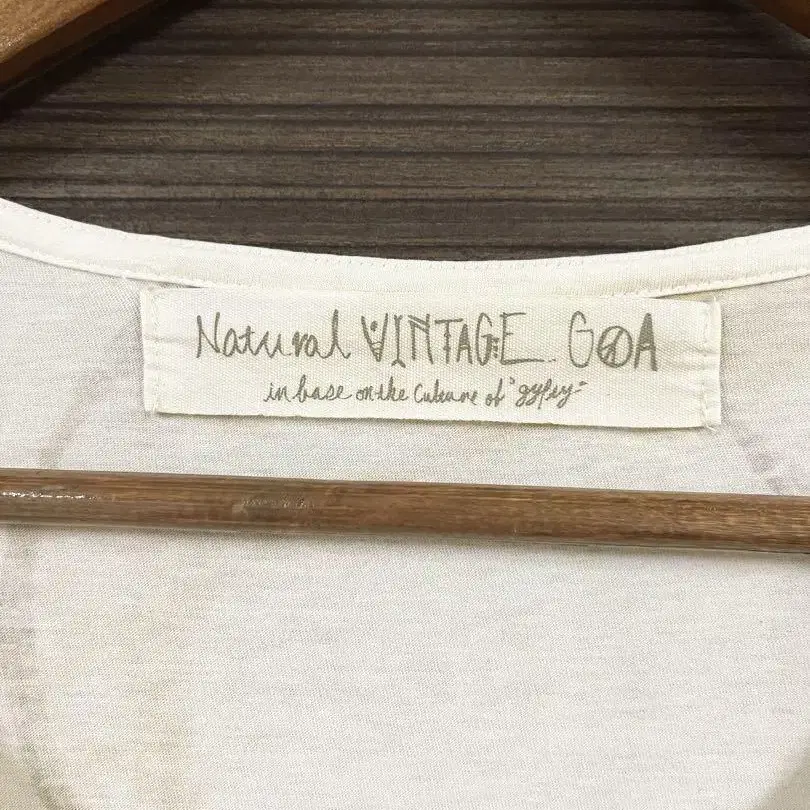 Natural VINTAGE.. GOA
in base on the Culture of "gypsy"